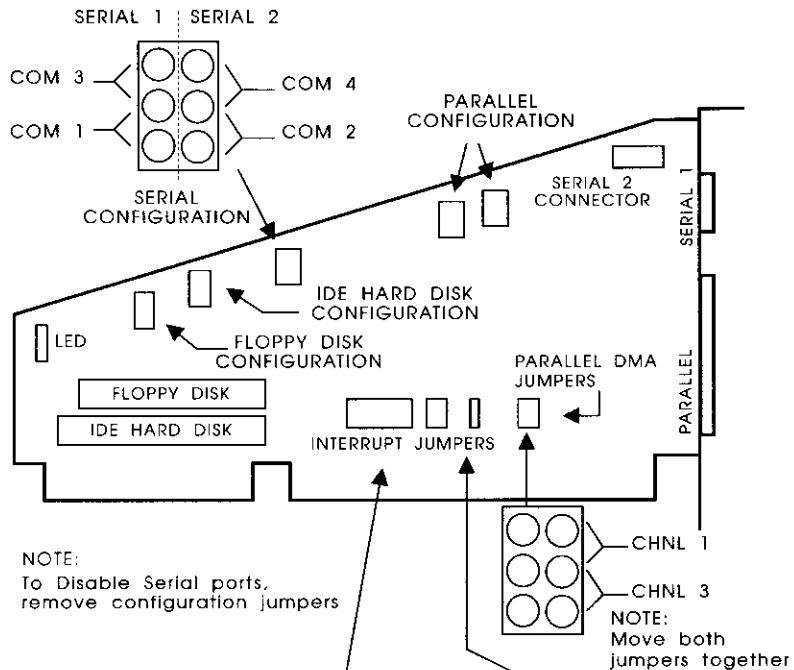 SERIAL 1
SERIAL 2
COM 3
COM 4
COM 1
COM 2
SERIAL
CONFIGURATION
PARALLEL
CONFIGURATION
SERIAL 2
CONNECTOR
SERIAL 1
IDE HARD DISK
CONFIGURATION
LED
FLOPPY DISK
CONFIGURATION
PARALLEL DMA
JUMPERS
PARALLEL
FLOPPY DISK
IDE HARD DISK
INTERRUPT JUMPERS
NOTE:
To Disable Serial ports,
remove configuration jumpers
CHNL 1
CHNL 3
NOTE:
Move both
jumpers together